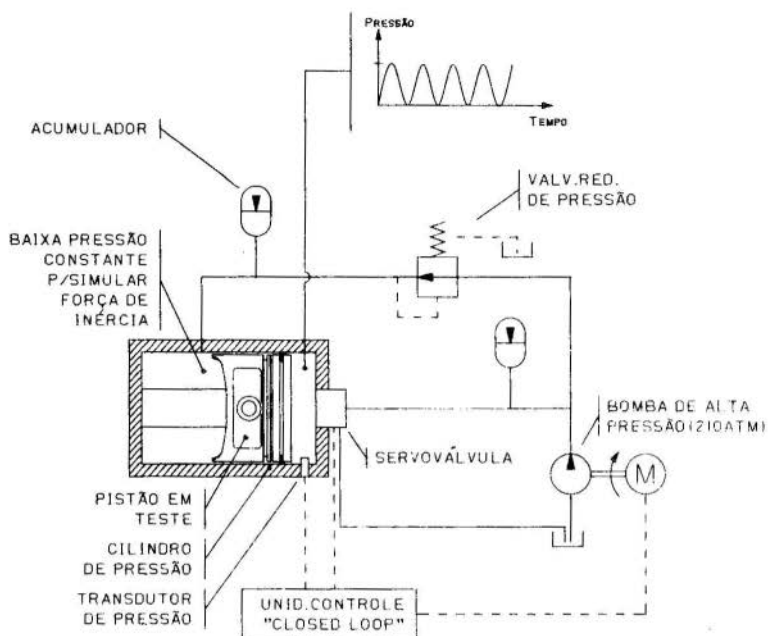 PRESSÃO
TEMPO
ACUMULADOR
VALV.RED.
DE PRESSÃO
BAIXA PRESSÃO
CONSTANTE
P/SIMULAR
FORÇA DE
INÉRCIA
BOMBA DE ALTA
PRESSÃO(210ATM)
SERVOVÁLVULA
M
PISTÃO EM
TESTE
CILINDRO
DE PRESSÃO
TRANSDUTOR
DE PRESSÃO
UNID.CONTROLE
"CLOSED LOOP"